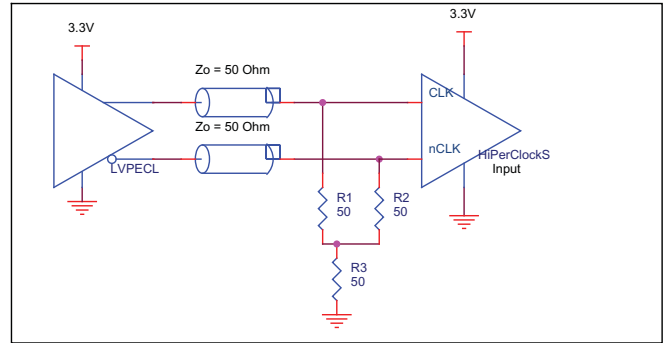 3.3V
3.3V
Zo = 50 Ohm
CLK
Zo = 50 Ohm
nCLK
LVPECL
HiPerClockS
Input
R1
50
R2
50
R3
50